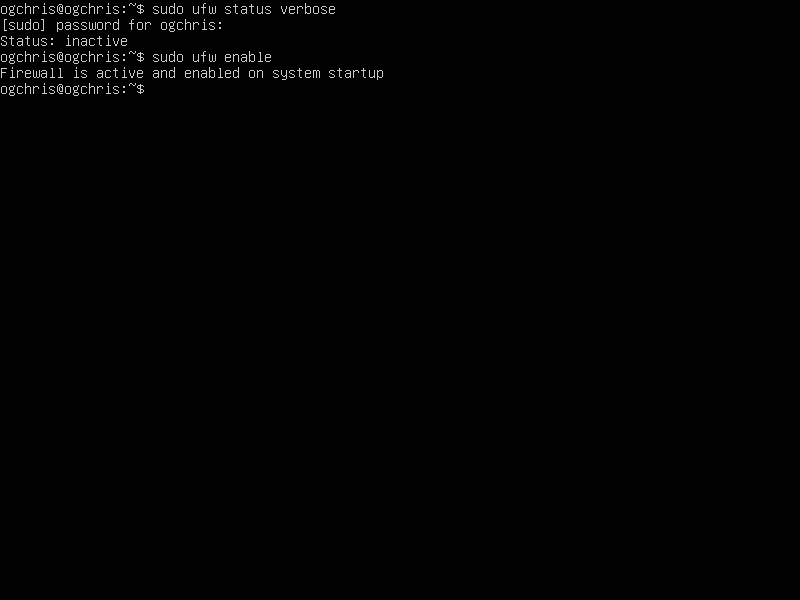 ogchris@ogchris:~$ sudo ufw status verbose
[sudo] password for ogchris:
Status: inactive
ogchris@ogchris:~$ sudo ufw enable
Firewall is active and enabled on system startup
ogchris@ogchris:~$